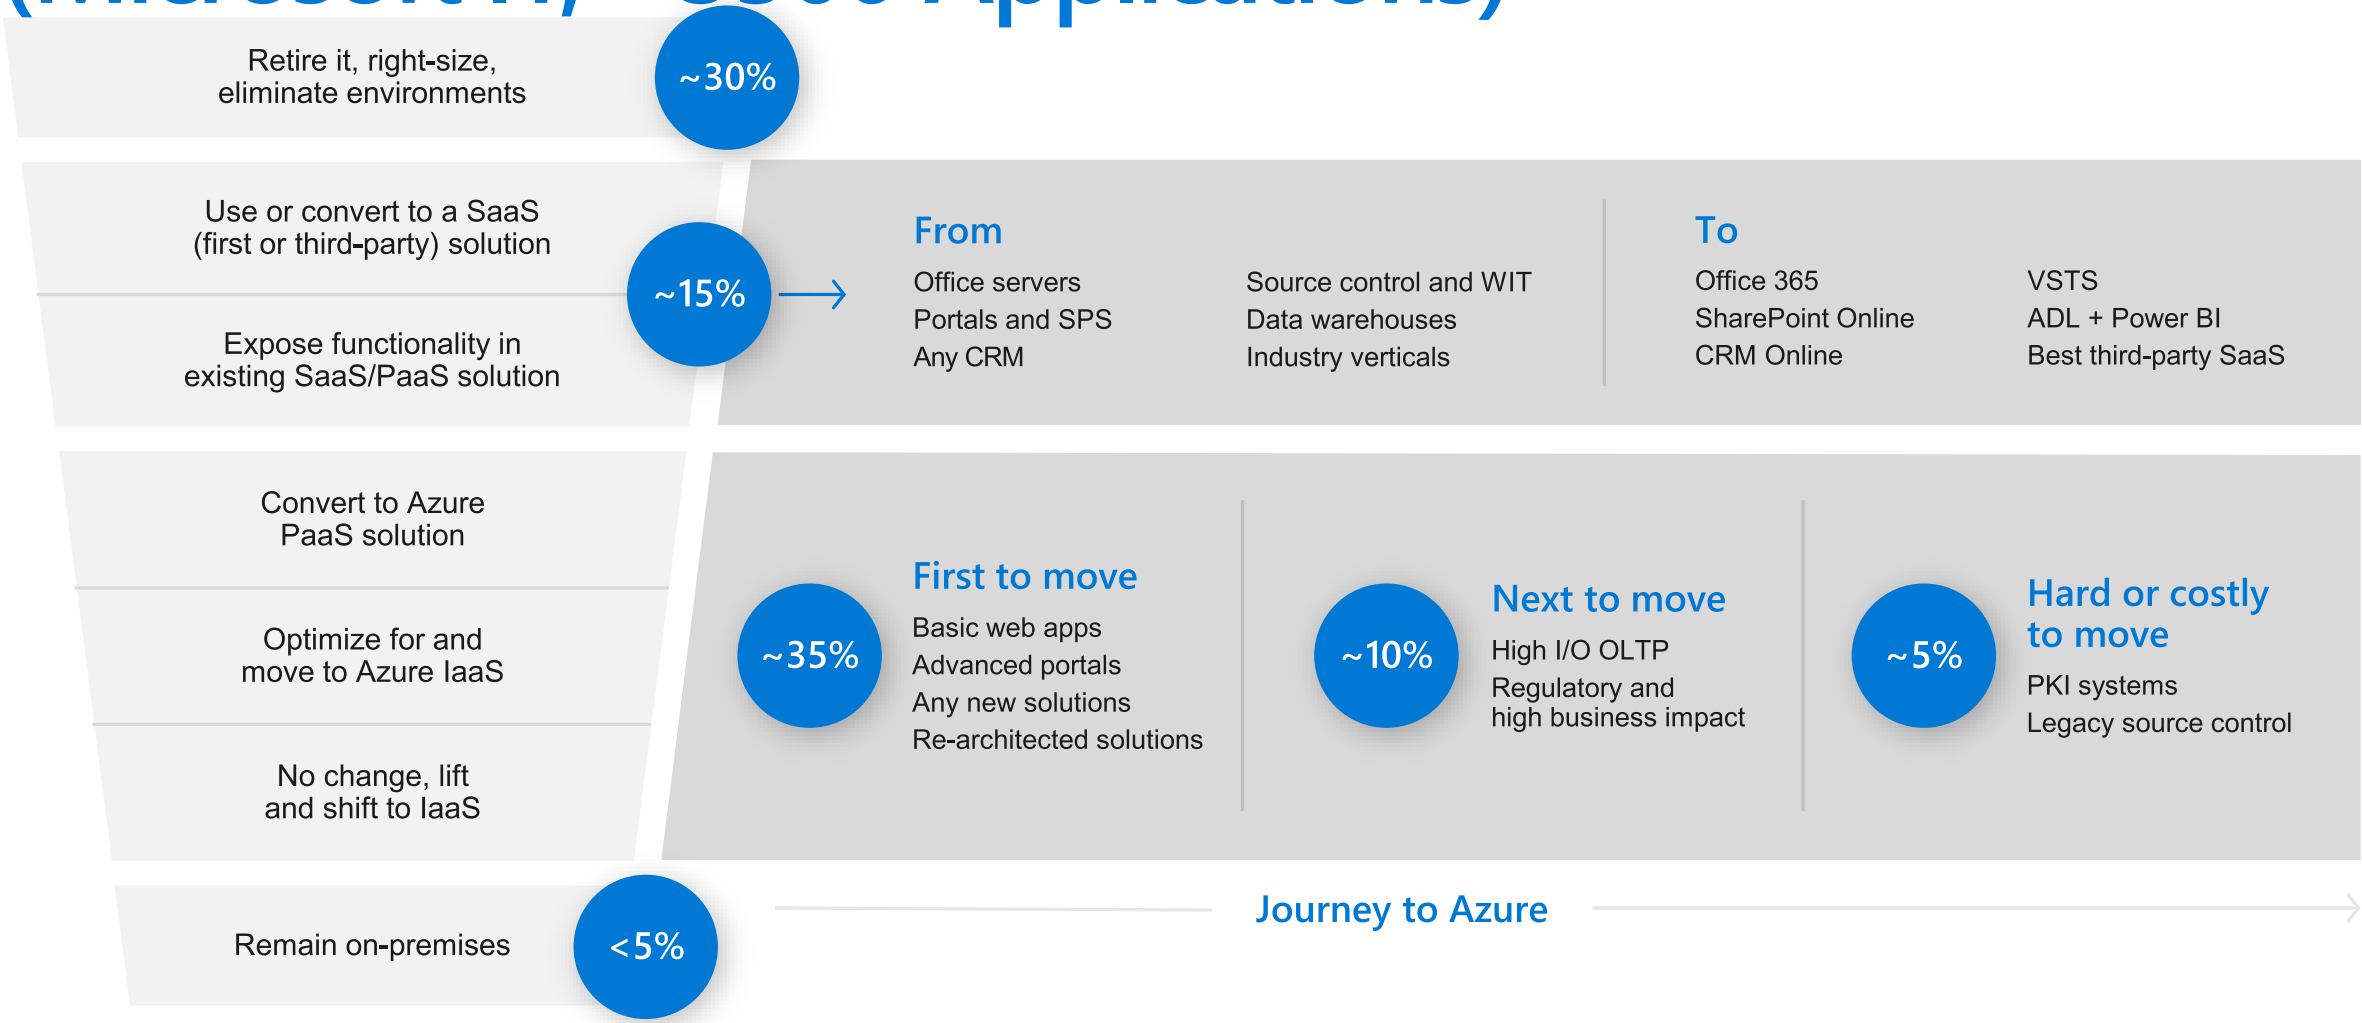 (Microsoft Applications)
Retire it, right-size,
eliminate environments
~30%
Use or convert to a SaaS
(first or third-party) solution
Expose functionality in
existing SaaS/PaaS solution
~15%
From
Office servers
Portals and SPS
Any CRM
Source control and WIT
Data warehouses
Industry verticals
To
Office 365
SharePoint Online
CRM Online
VSTS
ADL + Power BI
Best third-party SaaS
Convert to Azure
PaaS solution
Optimize for and
move to Azure IaaS
No change, lift
and shift to IaaS
~35%
First to move
Basic web apps
Advanced portals
Any new solutions
Re-architected solutions
~10%
Next to move
High I/O OLTP
Regulatory and
high business impact
~5%
Hard or costly
to move
PKI systems
Legacy source control
Remain on-premises
<5%
Journey to Azure